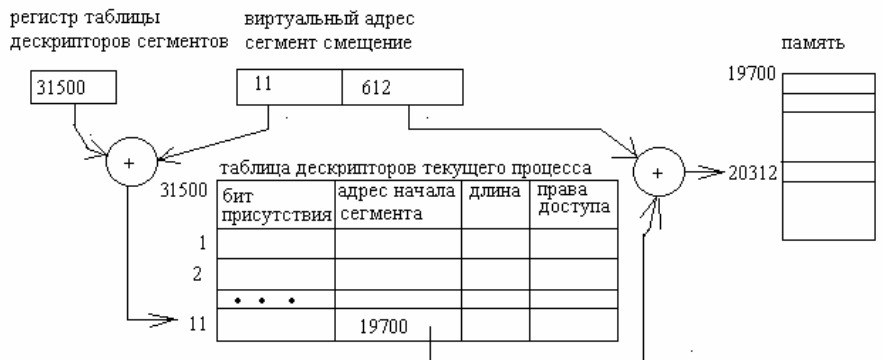 регистр таблицы
дескрипторов сегментов
виртуальный адрес
сегмент смещение
память
31500
11
612
19700
+
+
20312
таблица дескрипторов текущего процесса
31500
бит
присутствия
адрес начала
сегмента
длина
права
доступа
1
2
• • •
11
19700